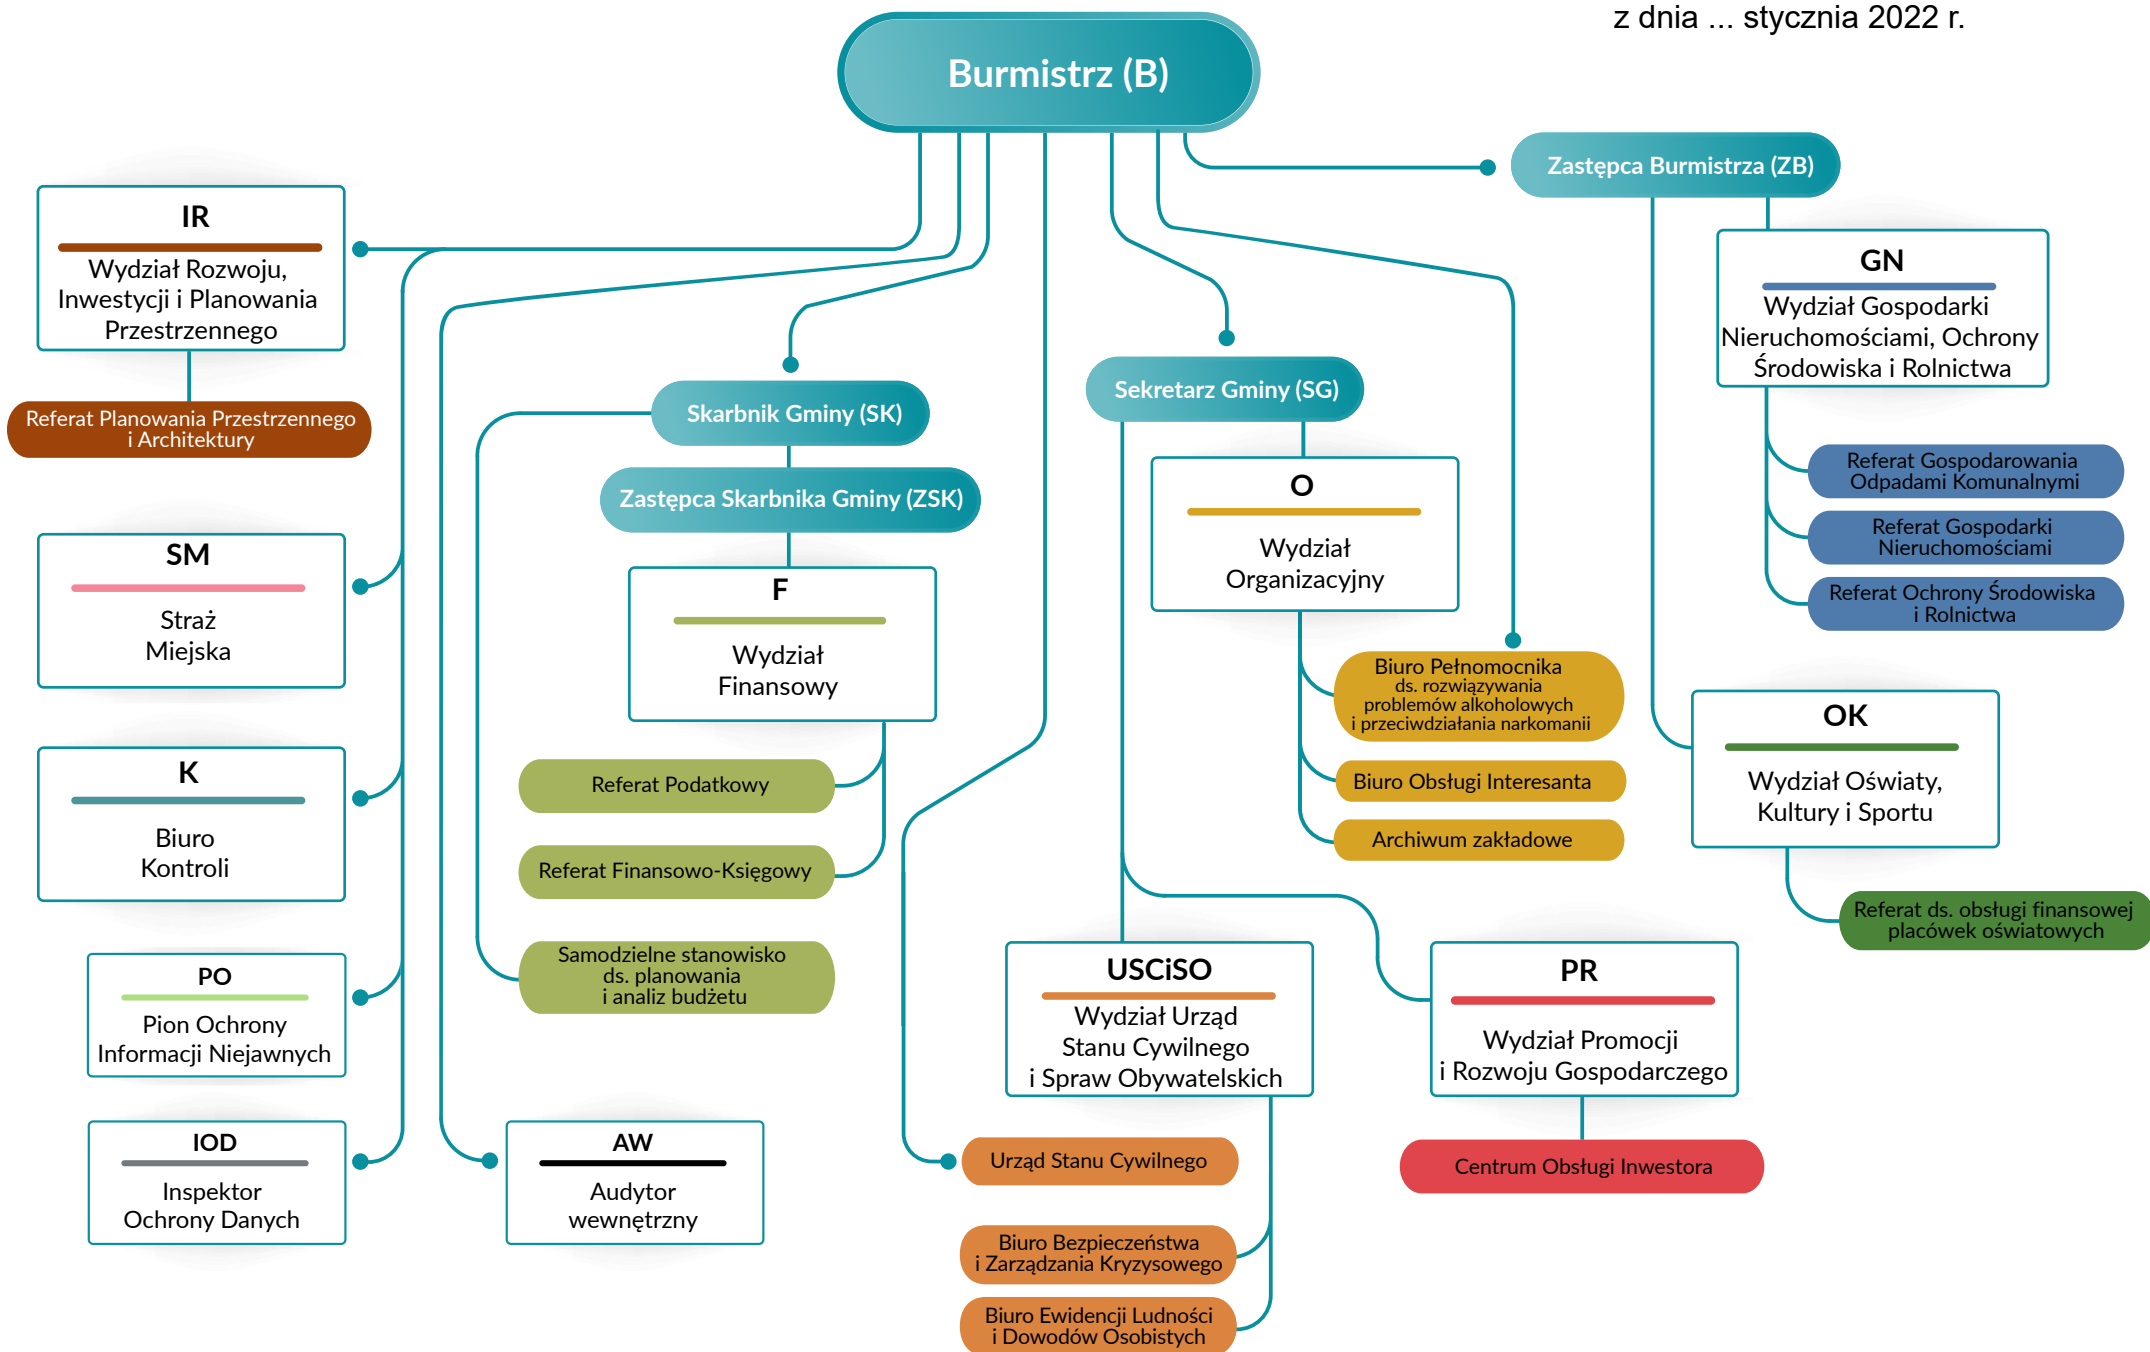 z dnia ... stycznia 2022 r.
Burmistrz (B)
Zastępca Burmistrza (ZB)
IR
Wydział Rozwoju,
Inwestycji i Planowania
Przestrzennego
Referat Planowania Przestrzennego
i Architektury
SM
Straż
Miejska
K
Biuro
Kontroli
PO
Pion Ochrony
Informacji Niejawnych
IOD
Inspektor
Ochrony Danych
AW
Audytor
wewnętrzny
Skarbnik Gminy (SK)
Zastępca Skarbnika Gminy (ZSK)
F
Wydział
Finansowy
Referat Podatkowy
Referat Finansowo-Księgowy
Samodzielne stanowisko
ds. planowania
i analiz budżetu
Sekretarz Gminy (SG)
O
Wydział
Organizacyjny
Biuro Pełnomocnika
ds. rozwiązywania
problemów alkoholowych
i przeciwdziałania narkomanii
Biuro Obsługi Interesanta
Archiwum zakładowe
USCiSO
Wydział Urząd
Stanu Cywilnego
i Spraw Obywatelskich
Urząd Stanu Cywilnego
Biuro Bezpieczeństwa
i Zarządzania Kryzysowego
Biuro Ewidencji Ludności
i Dowodów Osobistych
PR
Wydział Promocji
i Rozwoju Gospodarczego
Centrum Obsługi Inwestora
GN
Wydział Gospodarki
Nieruchomościami, Ochrony
Środowiska i Rolnictwa
Referat Gospodarowania
Odpadami Komunalnymi
Referat Gospodarki
Nieruchomościami
Referat Ochrony Środowiska
i Rolnictwa
OK
Wydział Oświaty,
Kultury i Sportu
Referat ds. obsługi finansowej
placówek oświatowych